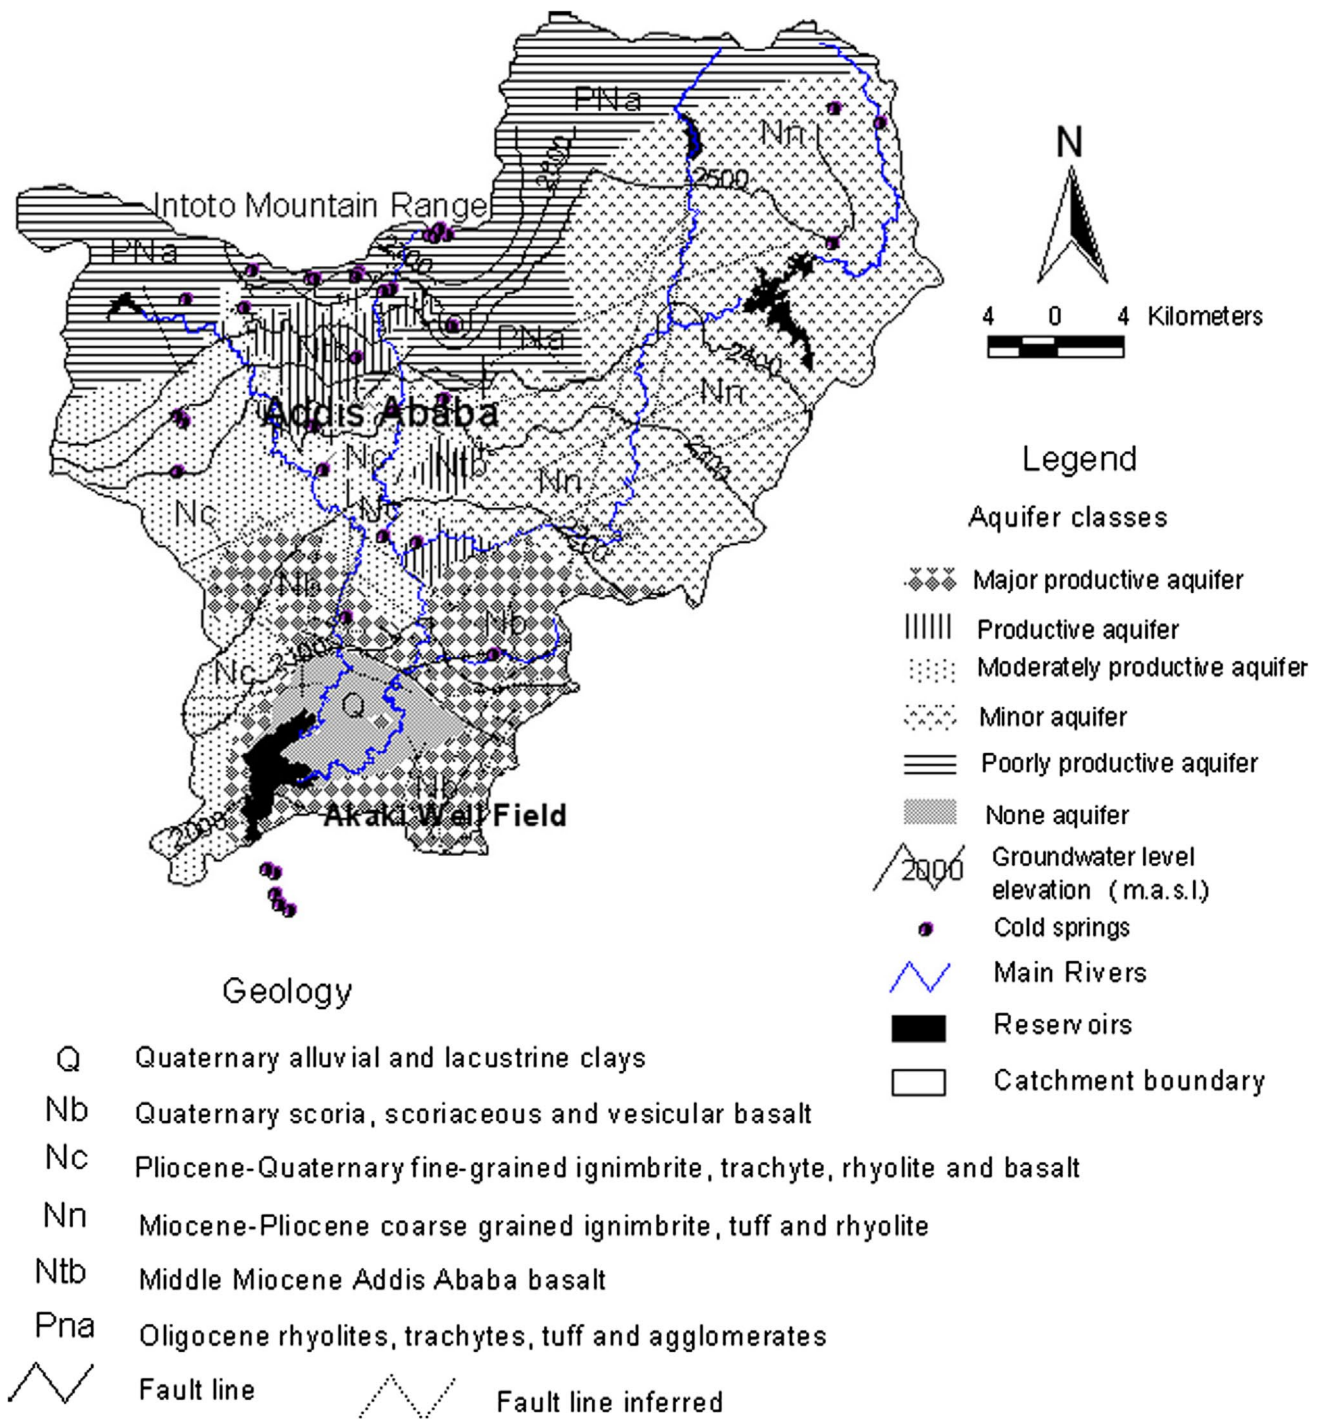 PNa
Nn
2800
2500
N
Intoto Mountain Range
PNa
4 0 4 Kilometers
PNa
2400
Nn
Addis Ababa
Legend
Nc
Ntb
Nn
Nc
Aquifer classes
Major productive aquifer
Nb
Productive aquifer
Nb
Moderately productive aquifer
Nc
Q
Minor aquifer
Poorly productive aquifer
Nb
Akaki Well Field
None aquifer
2000
2000
Groundwater level
elevation ( m.a.s.l.)
Cold springs
Main Rivers
Geology
Reservoirs
Q Quaternary alluvial and lacustrine clays
Catchment boundary
Nb Quaternary scoria, scoriaceous and vesicular basalt
Nc Pliocene-Quaternary fine-grained ignimbrite, trachyte, rhyolite and basalt
Nn Miocene-Pliocene coarse grained ignimbrite, tuff and rhyolite
Ntb Middle Miocene Addis Ababa basalt
Pna Oligocene rhyolites, trachytes, tuff and agglomerates
Fault line
Fault line inferred